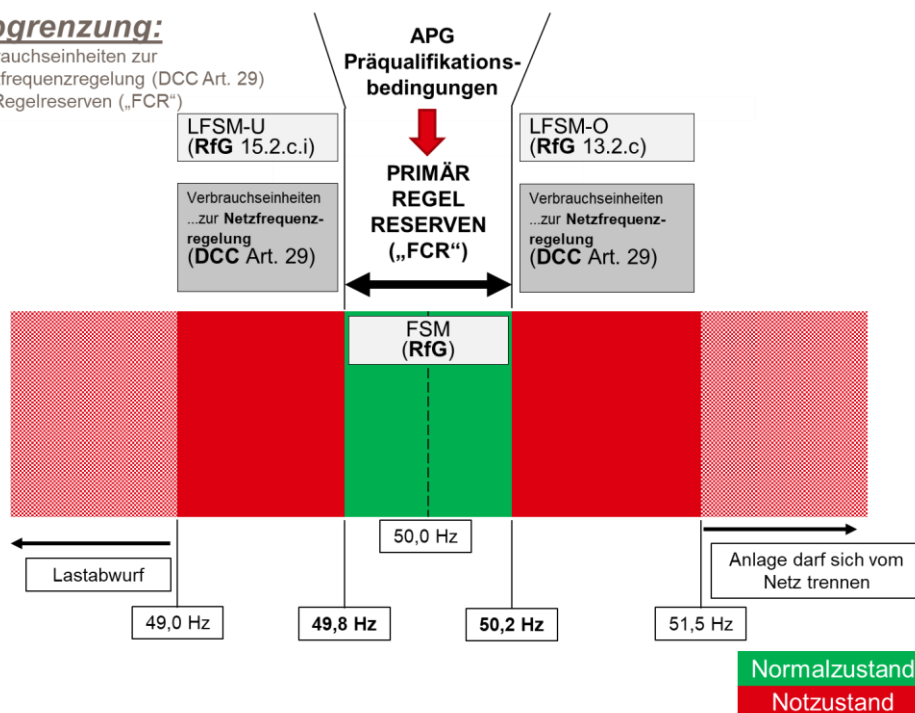 ogrenzung:
rauchseinheiten zur
zfrequenzregelung (DCC Art. 29)
Regelreserven („FCR“)
APG
Präqualifikations-
bedingungen
LFSM-U
(RfG 15.2.c.i)
LFSM-O
(RfG 13.2.c)
PRIMÄR
REGEL
RESERVEN
(„FCR“)
Verbrauchseinheiten
...zur Netzfrequenz-
regelung
(DCC Art. 29)
Verbrauchseinheiten
...zur Netzfrequenz-
regelung
(DCC Art. 29)
FSM
(RfG)
50,0 Hz
Lastabwurf
Anlage darf sich vom
Netz trennen
49,0 Hz
49,8 Hz
50,2 Hz
51,5 Hz
Normalzustand
Notzustand